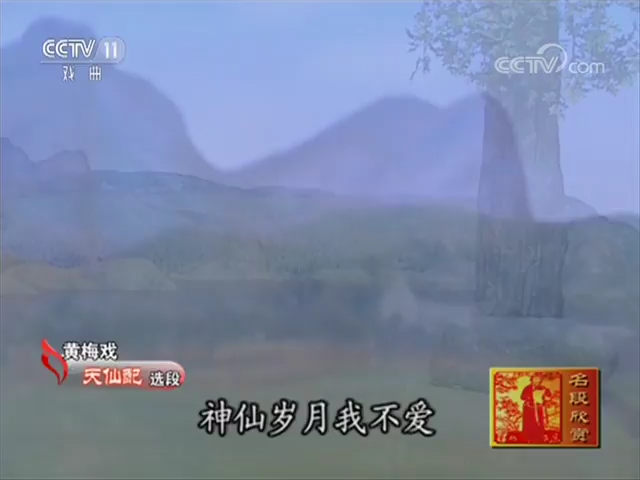 CCTV 11
戏曲
CCTV.com
黄梅戏
天仙配 选段
神仙岁月我不爱
名段欣赏